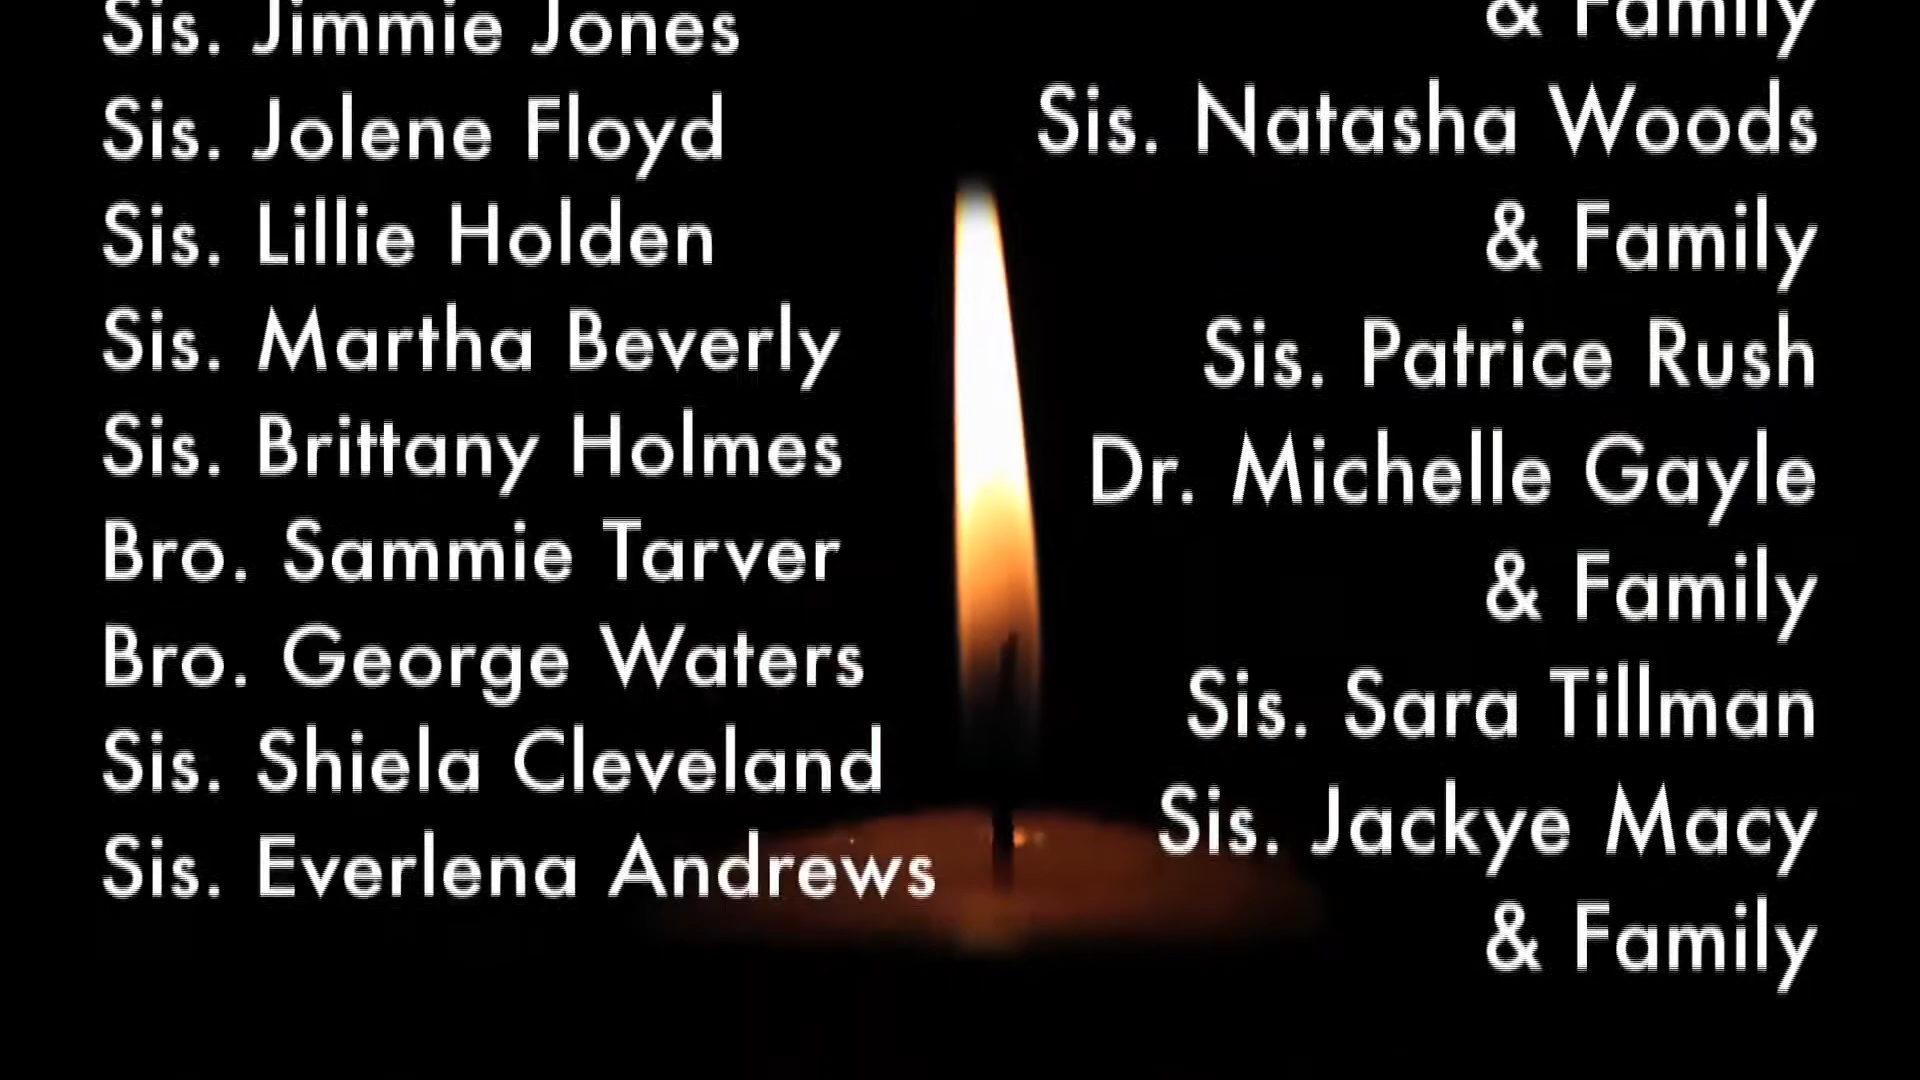 Sis. Jimmie Jones
Sis. Jolene Floyd
Sis. Lillie Holden
Sis. Martha Beverly
Sis. Brittany Holmes
Bro. Sammie Tarver
Bro. George Waters
Sis. Shiela Cleveland
Sis. Everlena Andrews
& Family
Sis. Natasha Woods
& Family
Sis. Patrice Rush
Dr. Michelle Gayle
& Family
Sis. Sara Tillman
Sis. Jackye Macy
& Family